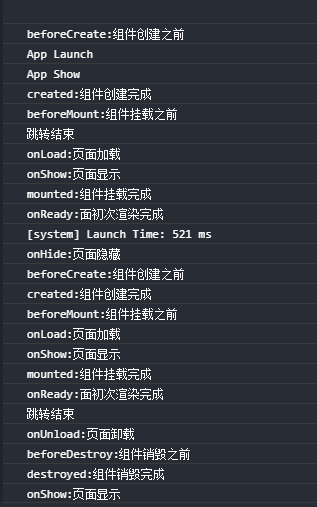 beforeCreate:组件创建之前
App Launch
App Show
created:组件创建完成
beforeMount:组件挂载之前
跳转结束
onLoad:页面加载
onShow:页面显示
mounted:组件挂载完成
onReady:面初次渲染完成
[system] Launch Time: 521 ms
onHide:页面隐藏
beforeCreate:组件创建之前
created:组件创建完成
beforeMount:组件挂载之前
onLoad:页面加载
onShow:页面显示
mounted:组件挂载完成
onReady:面初次渲染完成
跳转结束
onUnload:页面卸载
beforeDestroy:组件销毁之前
destroyed:组件销毁完成
onShow:页面显示